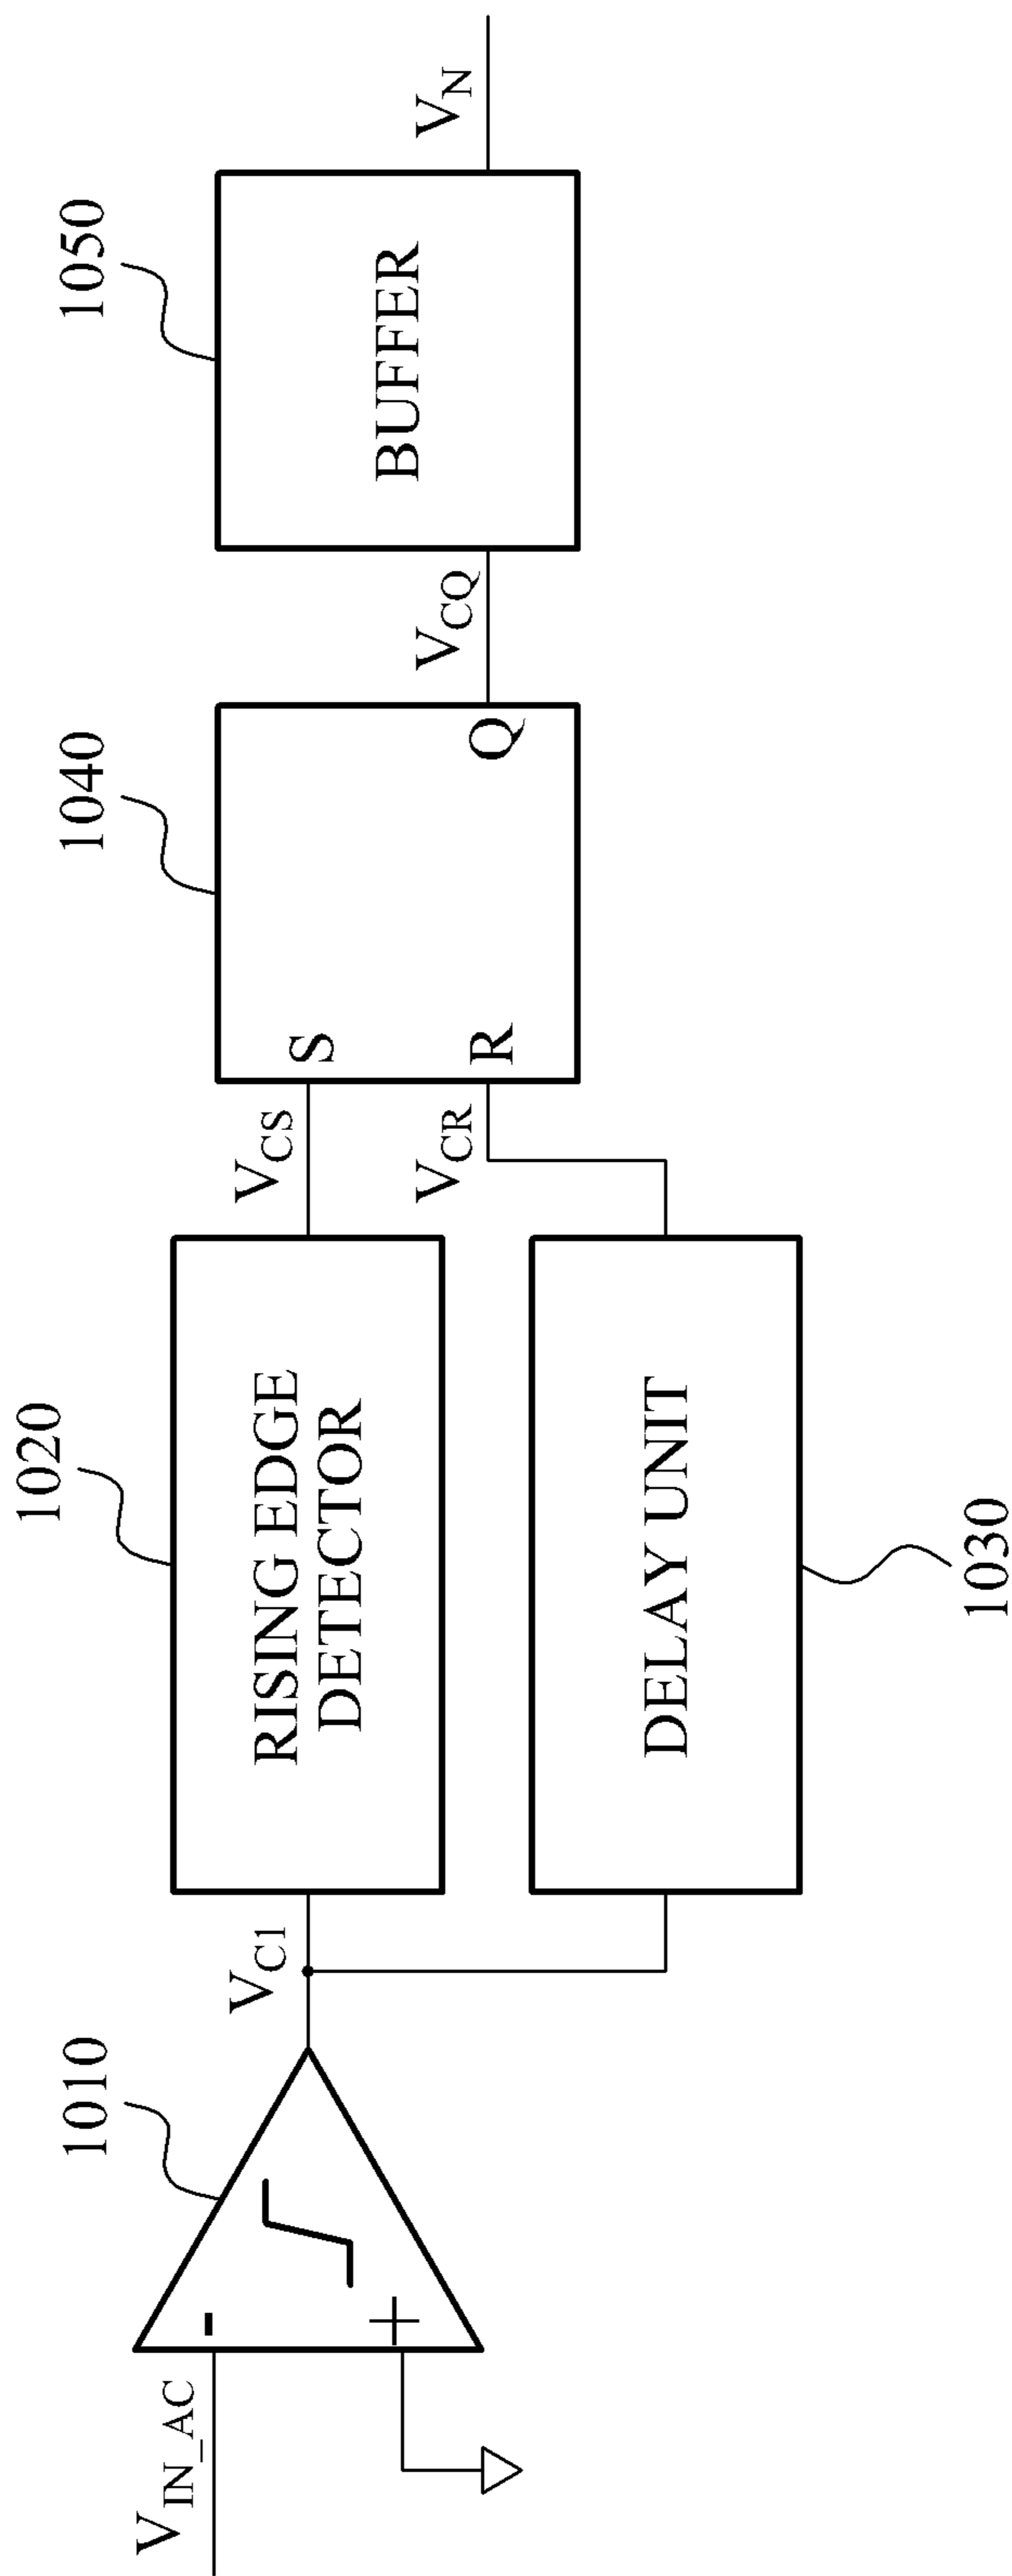 1010
1020
1040
1050
V_IN_AC
-
+
V_C1
RISING EDGE
DETECTOR
V_CS
S
V_CR
R
Q
V_CQ
BUFFER
V_N
DELAY UNIT
1030